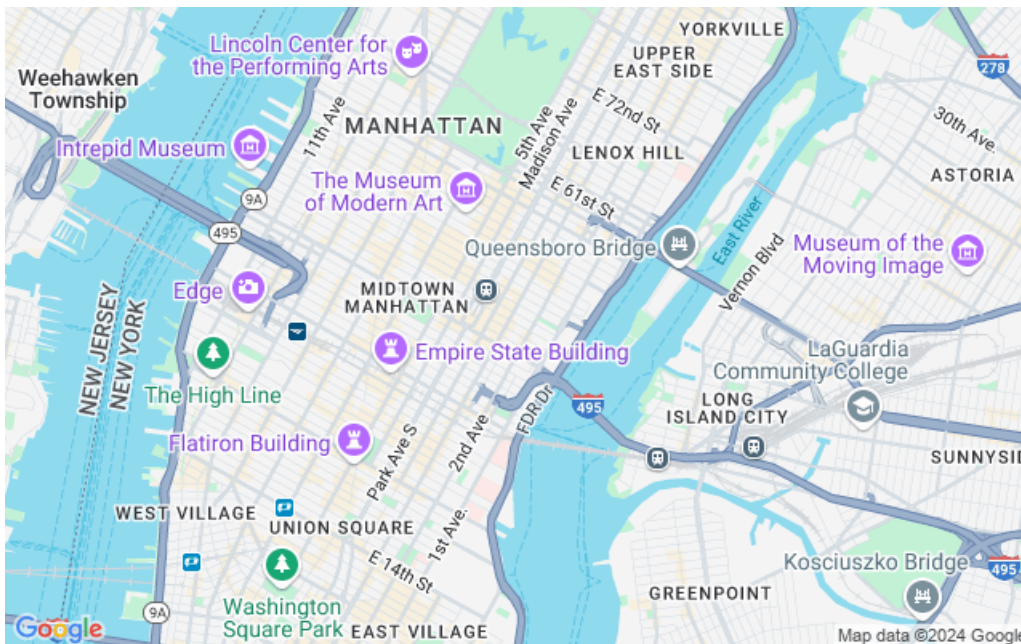 YORKVILLE
Lincoln Center for
the Performing Arts
UPPER
EAST SIDE
278
Weehawken
Township
11th Ave
5th Ave
Madison Ave
E 72nd St
30th Ave.
MANHATTAN
Intrepid Museum
LENOX HILL
ASTORIA
The Museum
of Modern Art
E 61st St
9A
495
Queensboro Bridge
East River
Vernon Blvd
Museum of the
Moving Image
Edge
MIDTOWN
MANHATTAN
NEW JERSEY
NEW YORK
Empire State Building
LaGuardia
Community College
The High Line
FDR Dr
495
LONG
ISLAND CITY
Flatiron Building
Park Ave S
2nd Ave
SUNNYSID
WEST VILLAGE
UNION SQUARE
1st Ave.
E 14th St
Kosciuszko Bridge
495
GREENPOINT
9A
Washington
Square Park
EAST VILLAGE
Google
Map data ©2024 Google